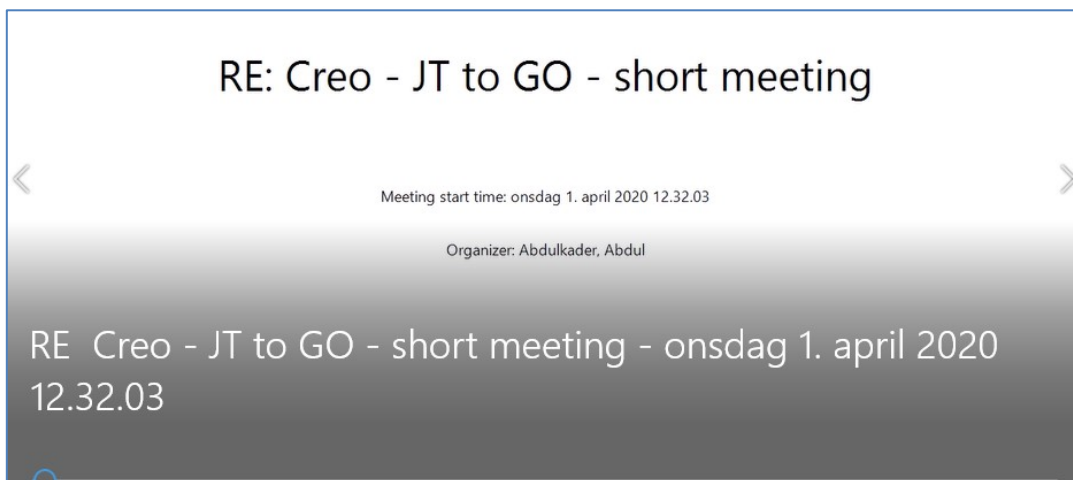 RE: Creo - JT to GO - short meeting
Meeting start time: onsdag 1. april 2020 12.32.03
Organizer: Abdulkader, Abdul
RE Creo - JT to GO - short meeting - onsdag 1. april 2020
12.32.03